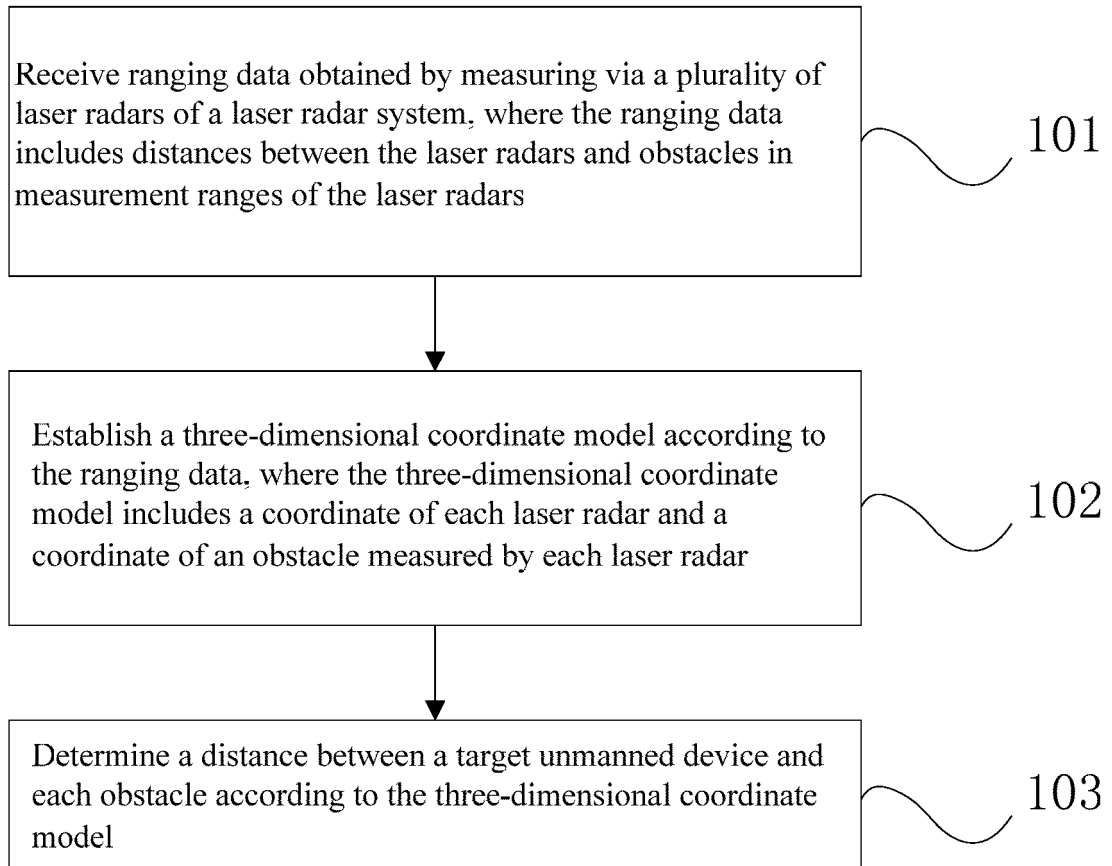 Receive ranging data obtained by measuring via a plurality of
laser radars of a laser radar system, where the ranging data
includes distances between the laser radars and obstacles in
measurement ranges of the laser radars
101
Establish a three-dimensional coordinate model according to
the ranging data, where the three-dimensional coordinate
model includes a coordinate of each laser radar and a
coordinate of an obstacle measured by each laser radar
102
Determine a distance between a target unmanned device and
each obstacle according to the three-dimensional coordinate
model
103